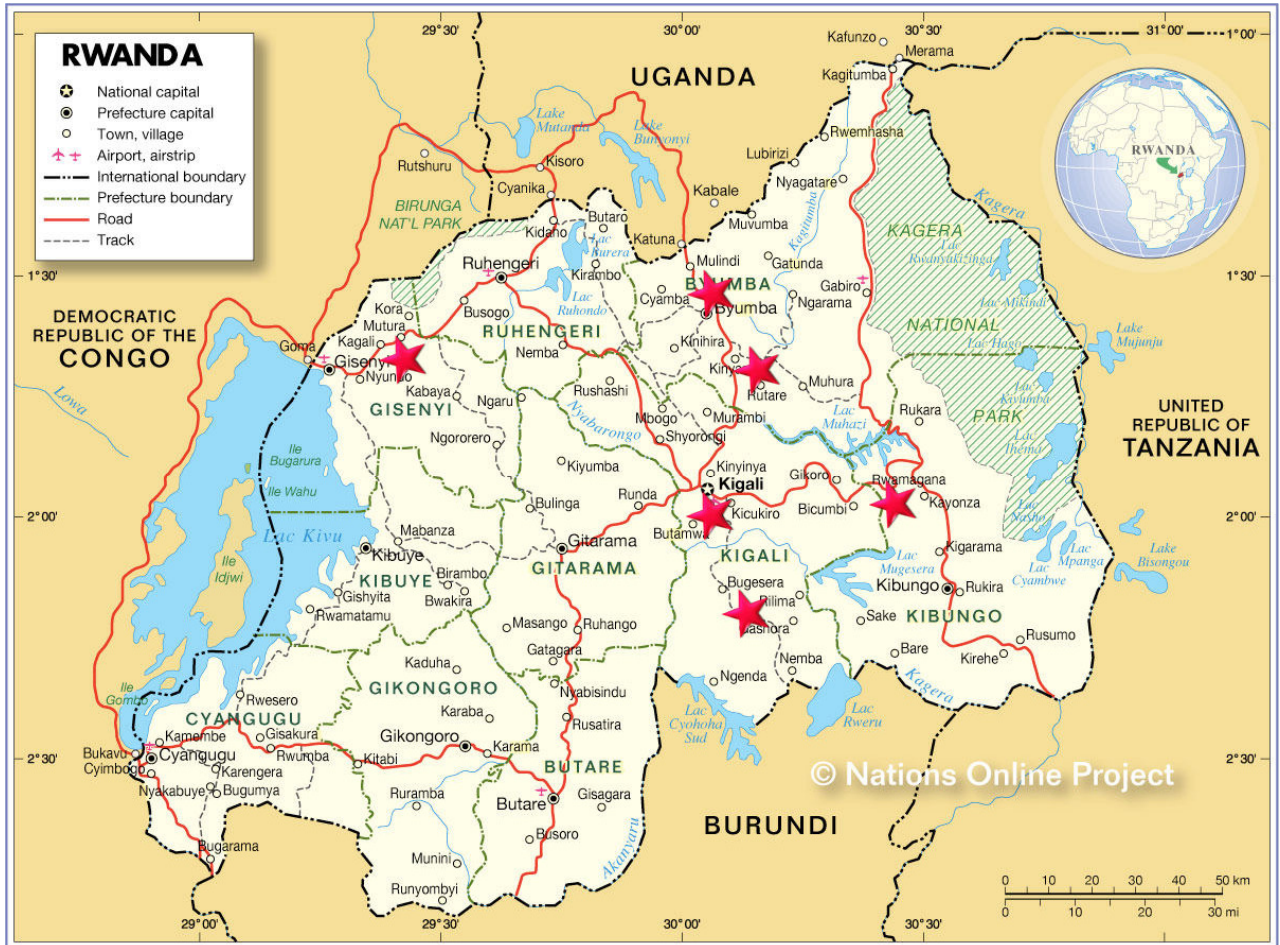 RWANDA
National capital
Prefecture capital
Town, village
Airport, airstrip
International boundary
Prefecture boundary
Road
Track
29°30'
30°00'
30°30'
31°00'
1°00'
Kafunzo
Merama
Kagitumba
UGANDA
RWANDA
Lake
Mutanda
Lake
Bunyonyi
Rwemhasha
Rutshuru
Kisoro
Lubirizi
Nyagatare
Cyanika
Kabale
BIRUNGA
NAT'L PARK
Butaro
Kidaho
Lac
Burera
Katuna
Muvumba
Kagitumba
Kagera
KAGERA
Lac
Rwanyakizinga
Ruhengeri
Kirambo
Mulindi
Gatunda
1°30'
1°30'
BYUMBA
Cyamba
Gabiro
Ngarama
Lac Mikindi
Lac
Ruhondo
Kora
Busogo
Byumba
DEMOCRATIC
REPUBLIC OF THE
CONGO
Mutura
RUHENGERI
NATIONAL
Lake
Mujunju
Goma
Kagali
Nemba
Kinihira
Lac Hago
Gisenyi
Nyundo
Rushashi
Rutare
Muhura
Lac
Kivumba
Lowa
Kabaya
Ngaru
GISENYI
Nyabarongo
Mbogo
Murambi
Rukara
PARK
UNITED
REPUBLIC OF
TANZANIA
Lac
Muhazi
Ngororero
Shyorongi
Lac
Ihema
Ile
Bugarura
Kiyumba
Kinyinya
Gikoro
Rwamagana
Ile Wahu
Kigali
Runda
Bulinga
Kicukiro
Bicumbi
Kayonza
Lac
Nasho
2°00'
2°00'
Lac Kivu
Mabanza
Butamwa
Gitarama
KIGALI
Kigarama
Lac
Mpanga
Lake
Bisongou
Kibuye
Ile
Idjwi
KIBUYE
Birambo
GITARAMA
Lac
Mugesera
Lac
Cyambwe
Bwakira
Bugesera
Kibungo
Rukira
Gishyita
Rwamatamu
Rilima
KIBUNGO
Masango
Ruhango
Sake
Rusumo
Gatagara
Bare
Kirehe
Kaduha
Nemba
Ngenda
Kagera
Ile
Gombo
Rwesero
GIKONGORO
Nyabisindu
Lac
Cyohoha
Sud
Lac
Rweru
CYANGUGU
Karaba
Rusatira
Kamembe
Gisakura
Gikongoro
Bukavu
Cyangugu
Rwumba
Kitabi
Karama
Cyimbogo
Karengera
BUTARE
2°30'
2°30'
© Nations Online Project
Nyakabuye
Bugumya
Ruramba
Butare
Gisagara
BURUNDI
Busoro
Bugarama
Munini
Akanyaru
Runyombyi
0 10 20 30 40 50 km
0 10 20 30 mi
29°00'
29°30'
30°00'
30°30'